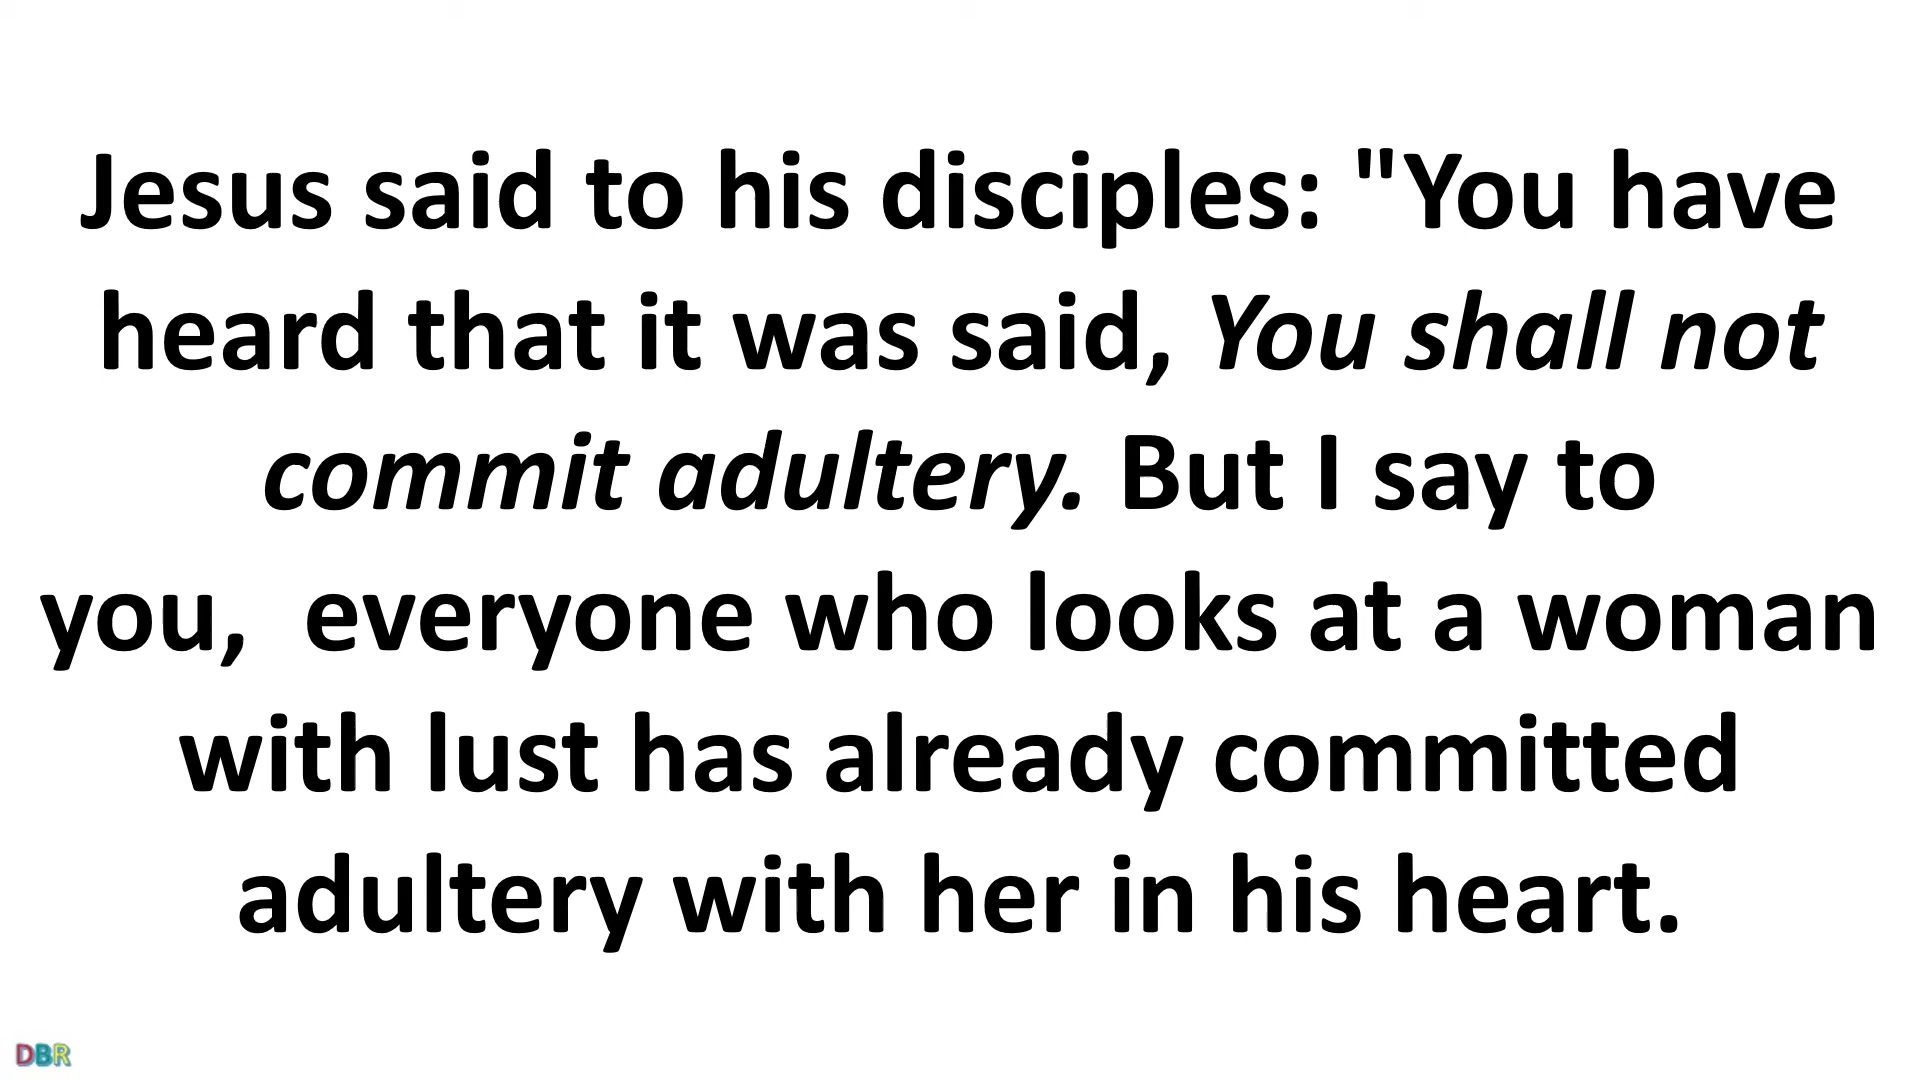 Jesus said to his disciples: "You have
heard that it was said, You shall not
commit adultery. But I say to
you,  everyone who looks at a woman
with lust has already committed
adultery with her in his heart.
DBR